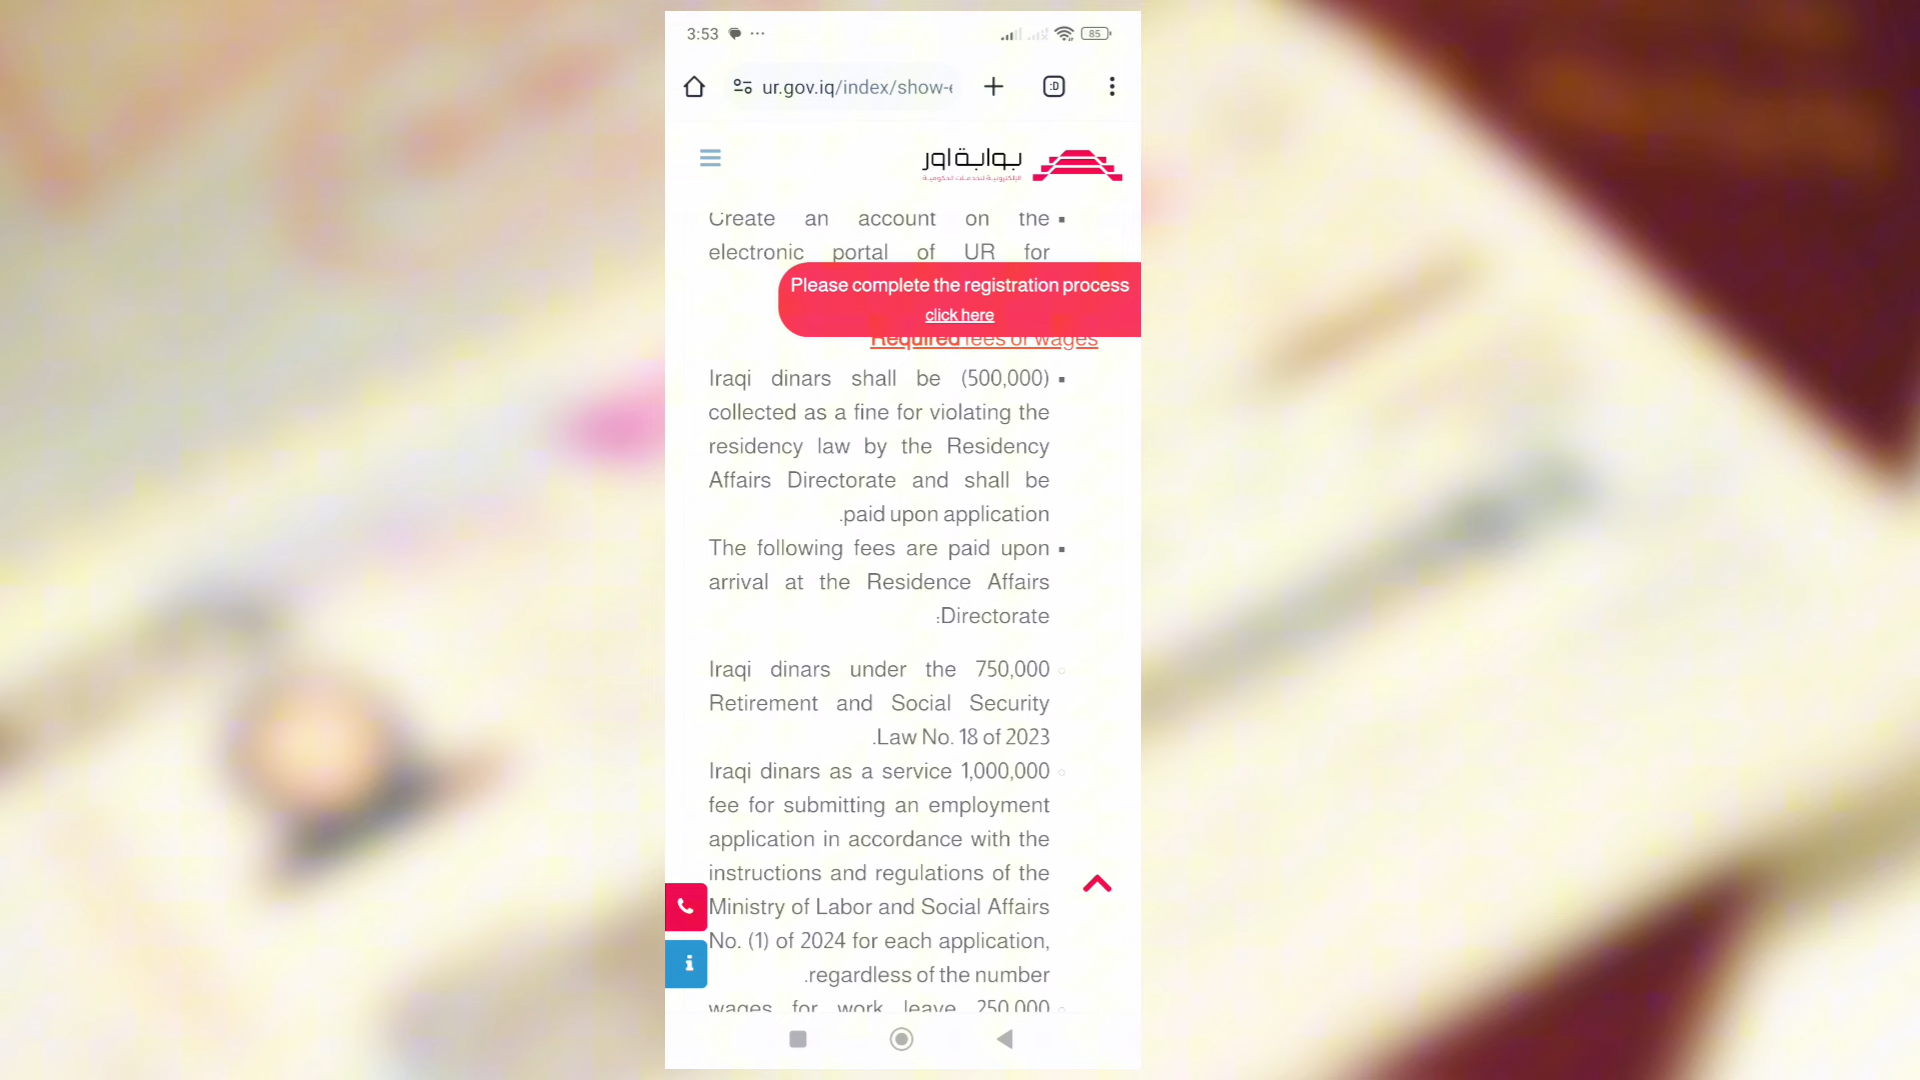 3:53
85
ur.gov.iq/index/show-e
بوابة اور
الإلكترونية للخدمات الحكومية
Create an account on the
electronic portal of UR for
Please complete the registration process
click here
Required fees or wages
Iraqi dinars shall be (500,000)
collected as a fine for violating the
residency law by the Residency
Affairs Directorate and shall be
.paid upon application
The following fees are paid upon
arrival at the Residence Affairs
:Directorate
Iraqi dinars under the 750,000
Retirement and Social Security
.Law No. 18 of 2023
Iraqi dinars as a service 1,000,000
fee for submitting an employment
application in accordance with the
instructions and regulations of the
Ministry of Labor and Social Affairs
No. (1) of 2024 for each application,
.regardless of the number
wages for work leave 250,000